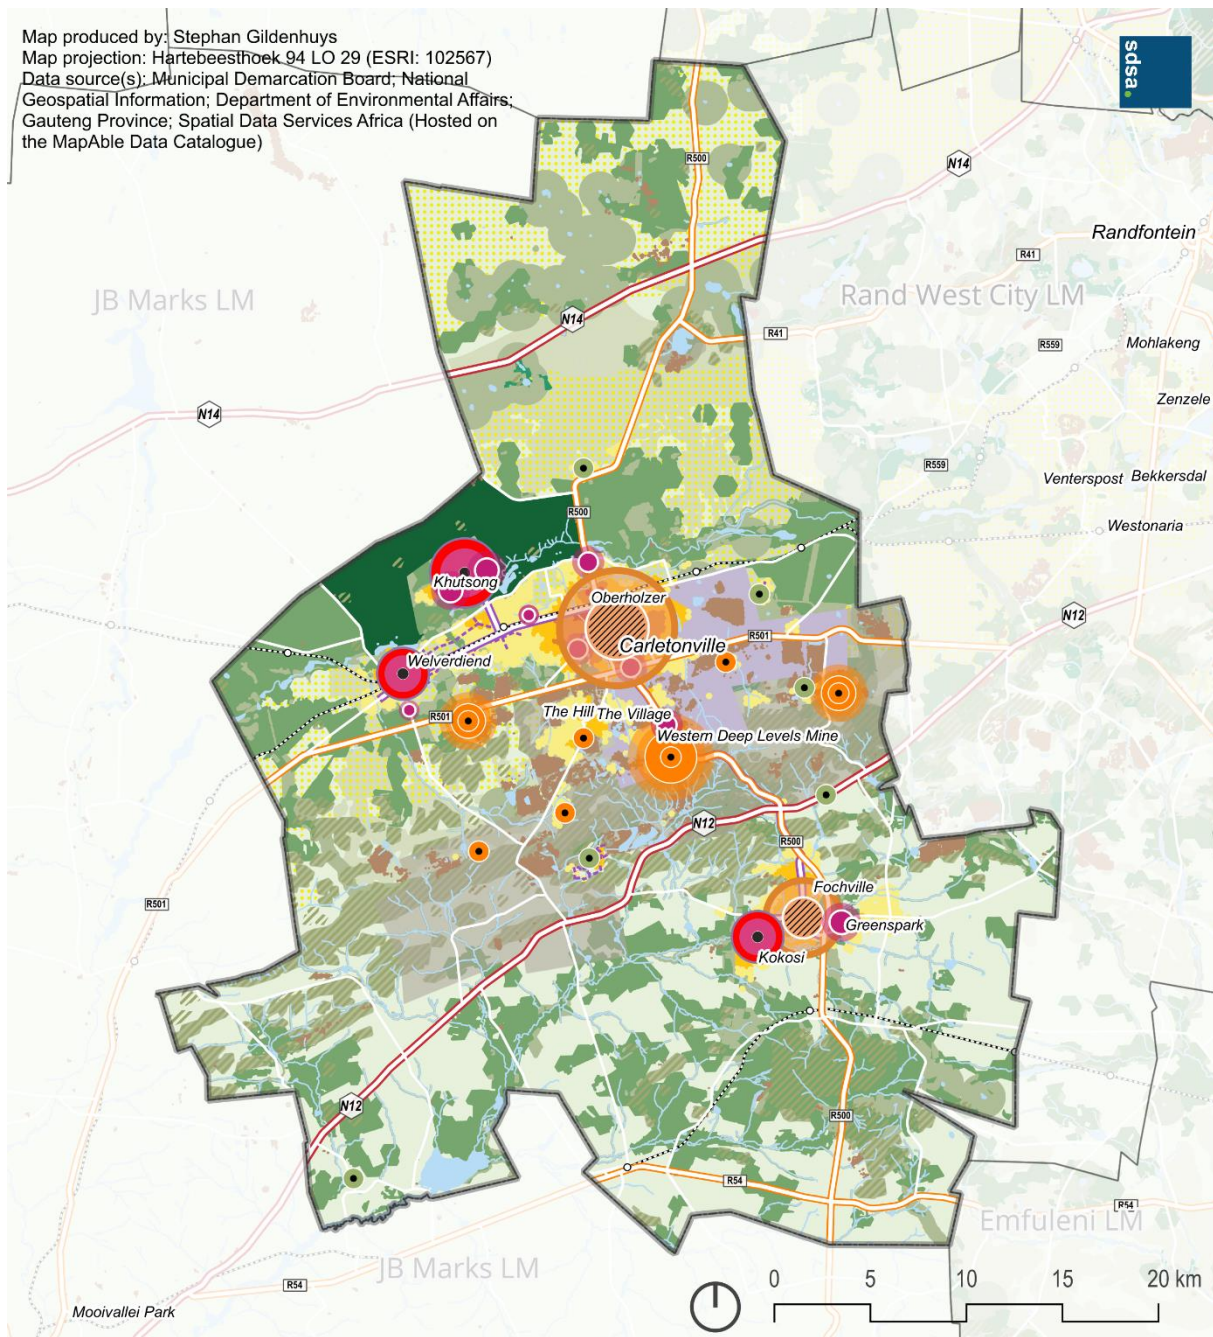 Map produced by: Stephan Gildenhuys
Map projection: Hartebeesthoek 94 LO 29 (ESRI: 102567)
Data source(s): Municipal Demarcation Board; National
Geospatial Information; Department of Environmental Affairs;
Gauteng Province; Spatial Data Services Africa (Hosted on
the MapAble Data Catalogue)
sdsa.
R500
N14
Randfontein
R41
JB Marks LM
Rand West City LM
N14
R41
R559
Mohlakeng
Zenzele
N14
R559
Venterspost
Bekkersdal
R500
Westonaria
Khutsong
Oberholzer
N12
R501
Carletonville
Welverdiend
The Hill
The Village
R501
Western Deep Levels Mine
N12
R500
Fochville
R501
Greenspark
Kokosi
N12
R500
R54
R54
Emfuleni LM
JB Marks LM
R54
Mooivallei Park
0 5 10 15 20 km